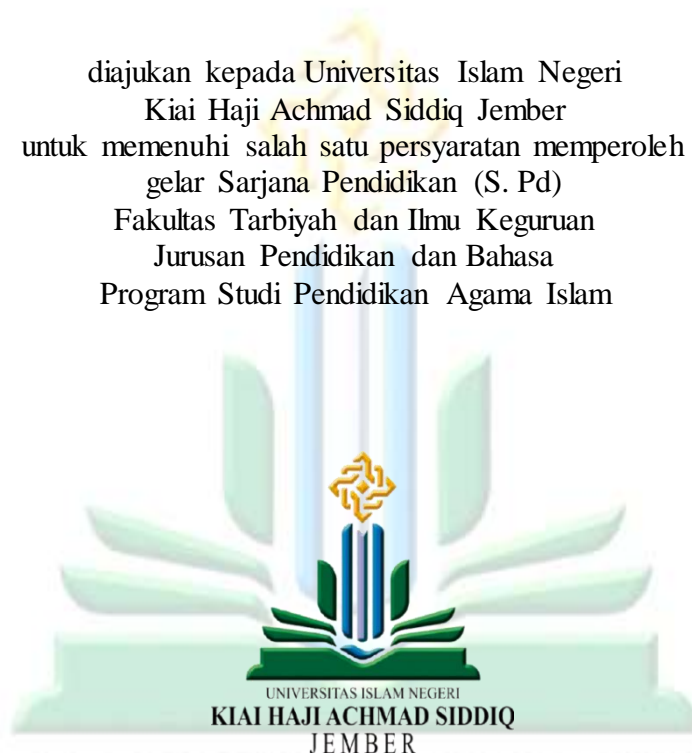 diajukan kepada Universitas Islam Negeri
Kiai Haji Achmad Siddiq Jember
untuk memenuhi salah satu persyaratan memperoleh
gelar Sarjana Pendidikan (S. Pd)
Fakultas Tarbiyah dan Ilmu Keguruan
Jurusan Pendidikan dan Bahasa
Program Studi Pendidikan Agama Islam
UNIVERSITAS ISLAM NEGERI
KIAI HAJI ACHMAD SIDDIQ
JEMBER